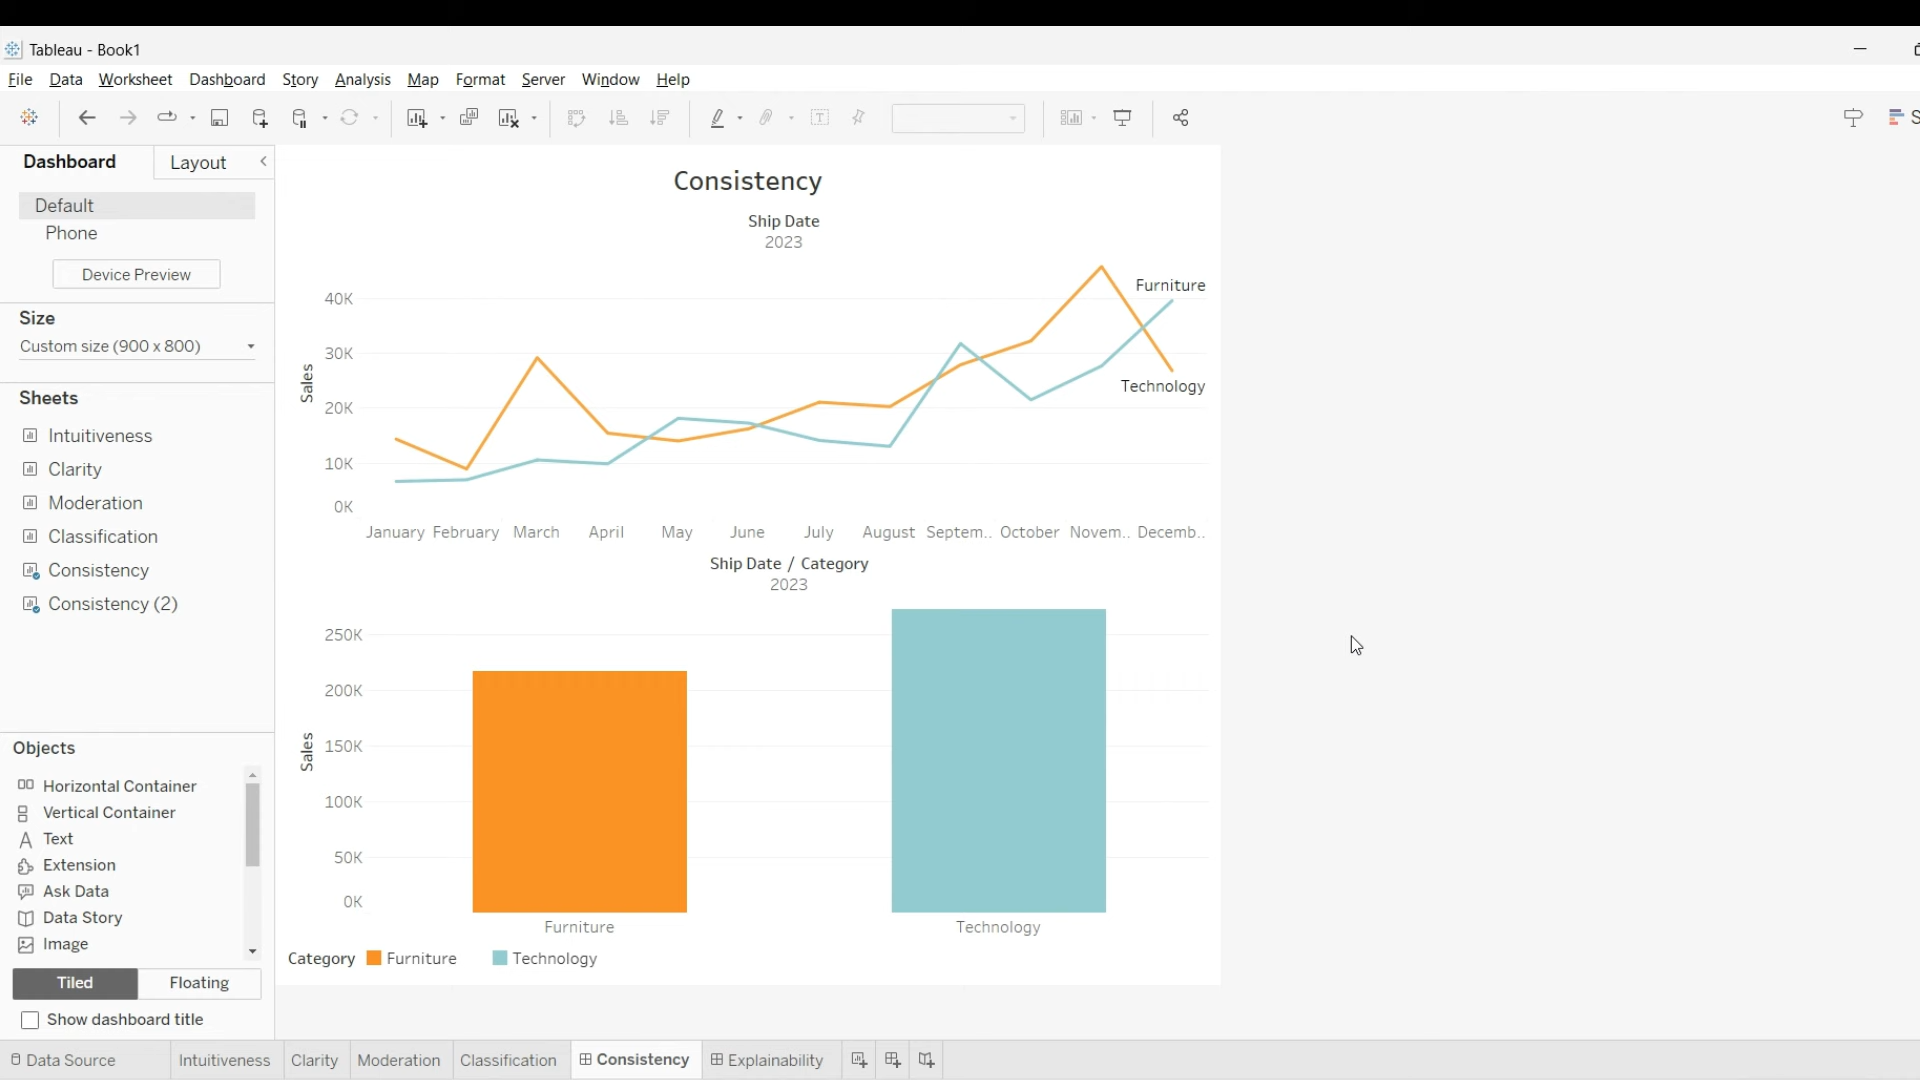 Tableau - Book1
File Data Worksheet Dashboard Story Analysis Map Format Server Window Help
S
Dashboard Layout
Default
Phone
Device Preview
Size
Custom size (900 x 800)
Sheets
Intuitiveness
Clarity
Moderation
Classification
Consistency
Consistency (2)
Objects
Horizontal Container
Vertical Container
Text
Extension
Ask Data
Data Story
Image
Tiled Floating
Show dashboard title
Consistency
Ship Date
2023
Sales
40K
30K
20K
10K
0K
Furniture
Technology
January February March April May June July August Septem.. October Novem.. Decemb..
Ship Date / Category
2023
Sales
250K
200K
150K
100K
50K
0K
Furniture Technology
Category Furniture Technology
Data Source Intuitiveness Clarity Moderation Classification Consistency Explainability